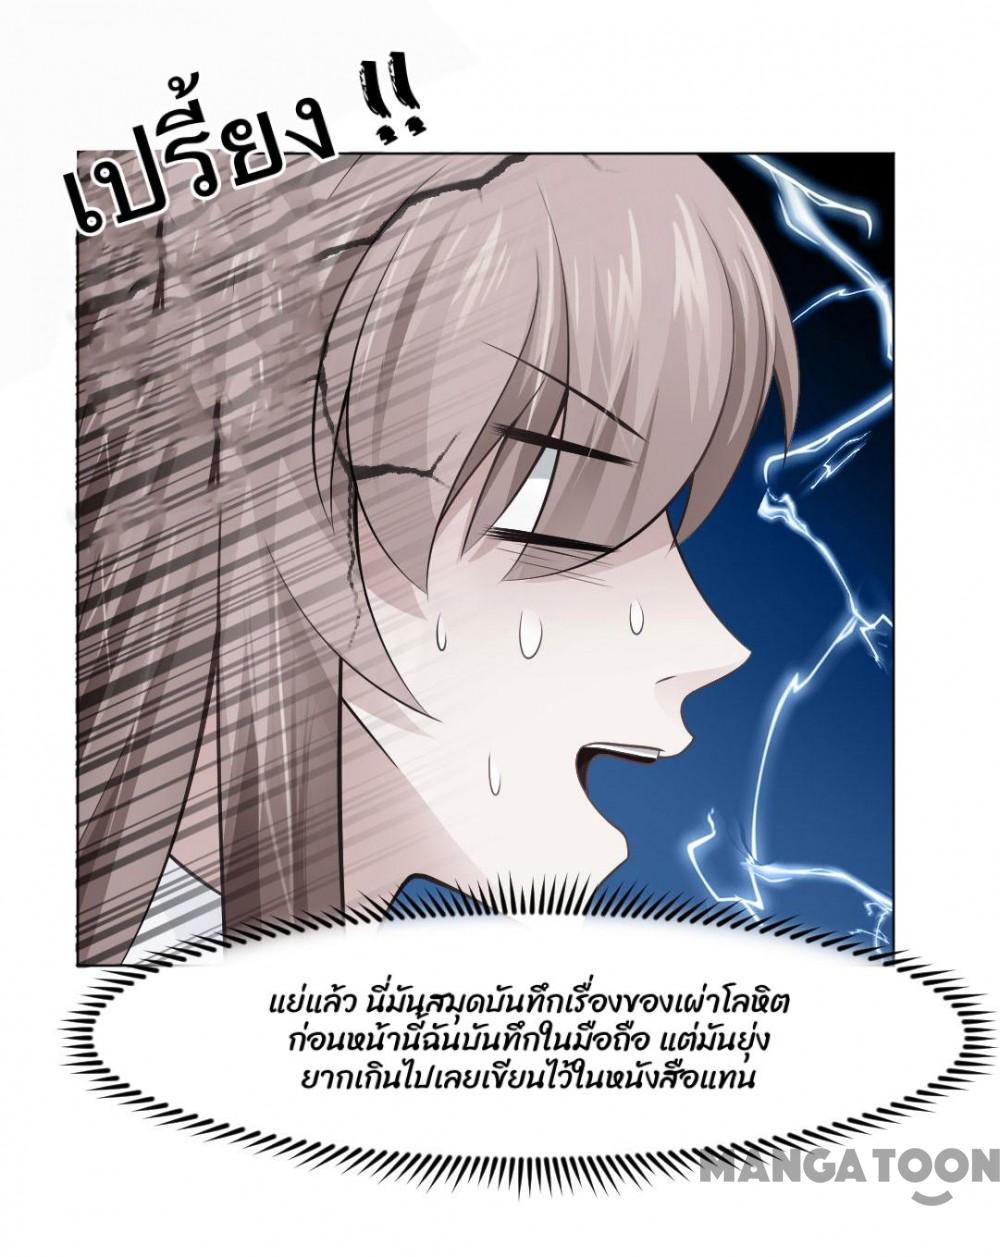 เปรี้ยง !!
แย่แล้ว นี่มันสมุดบันทึกเรื่องของเผ่าโลหิต
ก่อนหน้านี้ฉันบันทึกในมือถือ แต่มันยุ่ง
ยากเกินไปเลยเขียนไว้ในหนังสือแทน
MANGATOON